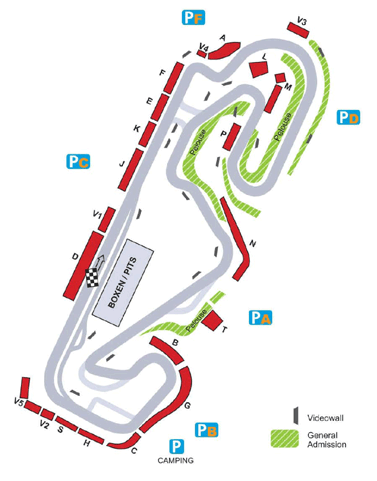 PF
V3
A
V4
L
F
M
E
PD
K
Pelouse
P
Pelouse
PC
J
V1
N
D
BOXEN / PITS
PA
Pelouse
T
B
V5
G
V2
S
PB
H
C
P
CAMPING
Videowall
General
Admission